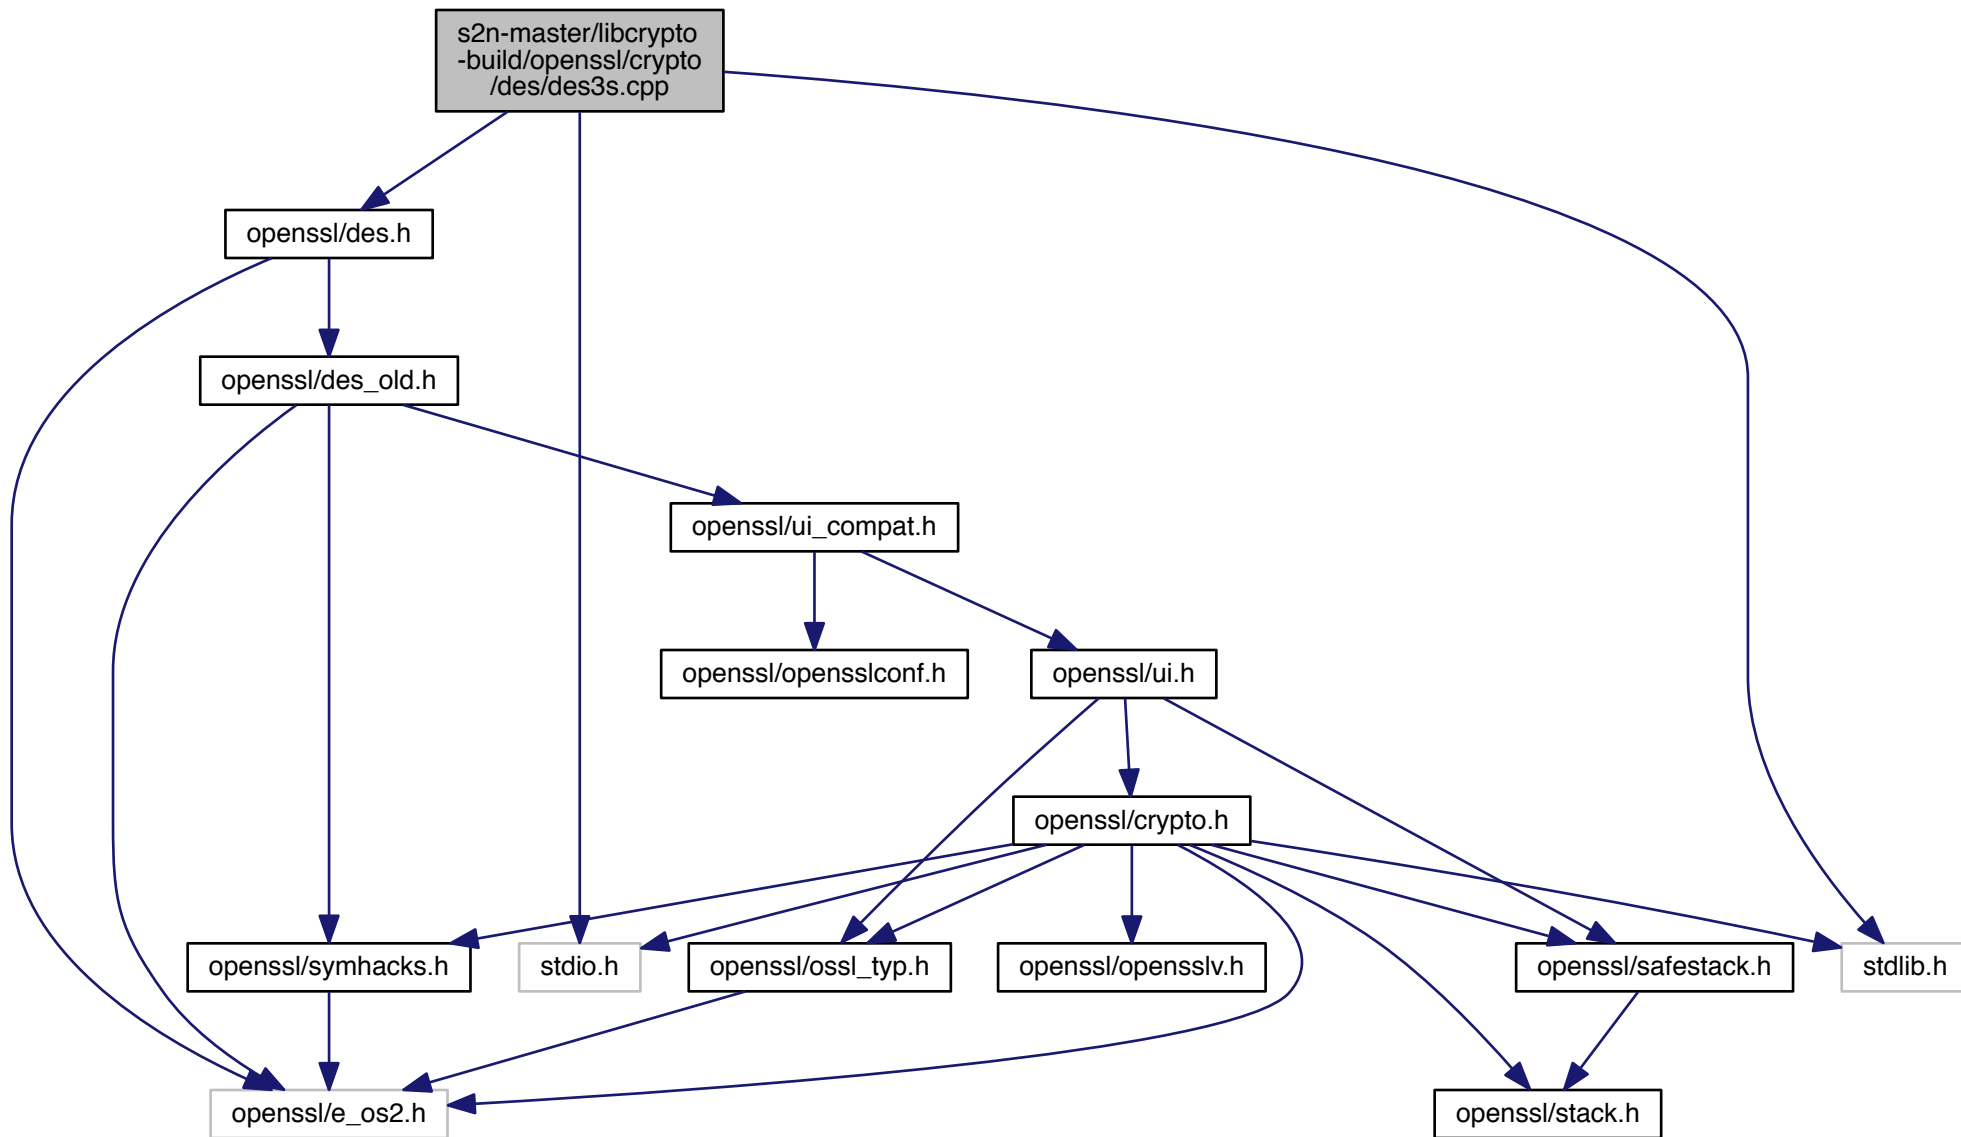 s2n-master/libcrypto
-build/openssl/crypto
/des/des3s.cpp
openssl/des.h
openssl/des_old.h
openssl/ui_compat.h
openssl/opensslconf.h
openssl/ui.h
openssl/crypto.h
openssl/symhacks.h
stdio.h
openssl/ossl_typ.h
openssl/opensslv.h
openssl/safestack.h
stdlib.h
openssl/e_os2.h
openssl/stack.h